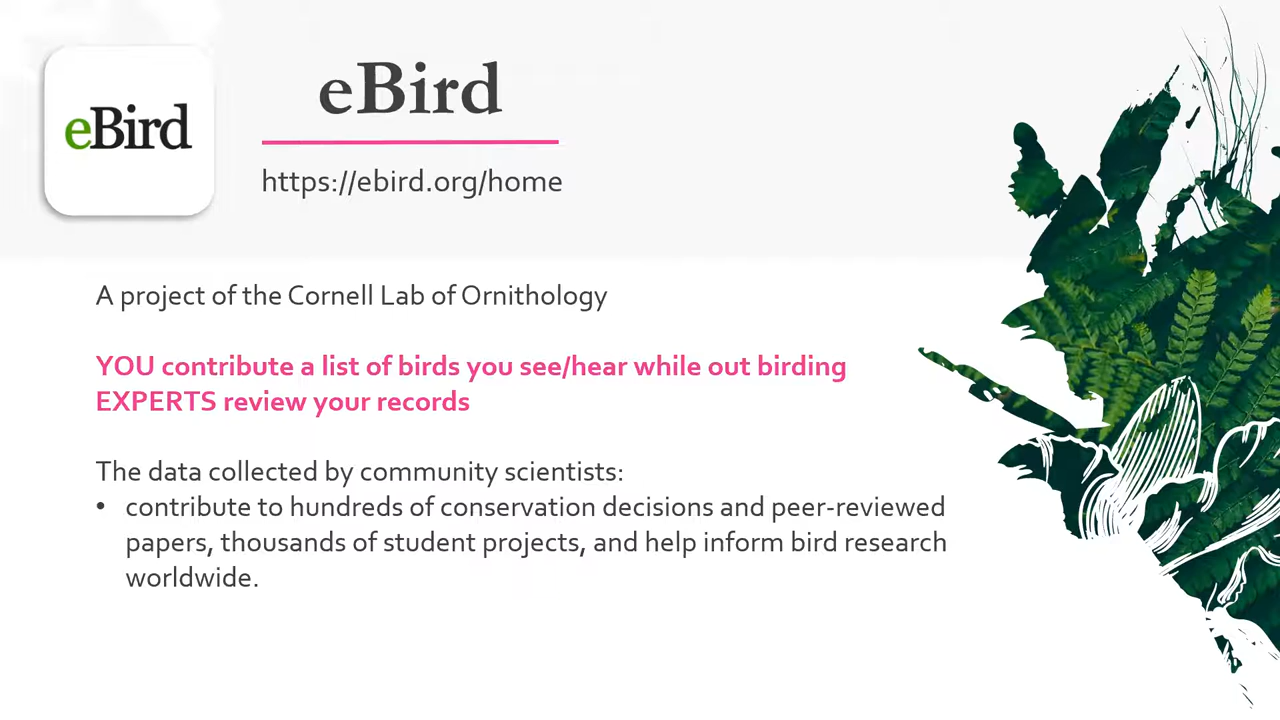 eBird
eBird
https://ebird.org/home
A project of the Cornell Lab of Ornithology
YOU contribute a list of birds you see/hear while out birding
EXPERTS review your records
The data collected by community scientists:
• contribute to hundreds of conservation decisions and peer-reviewed
papers, thousands of student projects, and help inform bird research
worldwide.